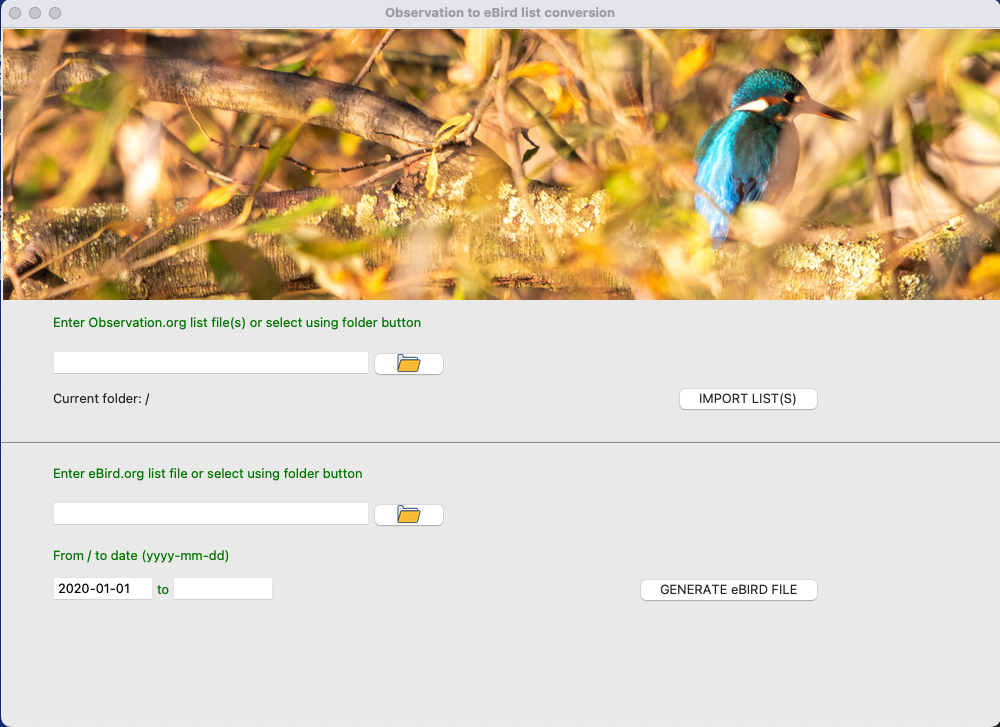 Observation to eBird list conversion
Enter Observation.org list file(s) or select using folder button
Current folder: /
IMPORT LIST(S)
Enter eBird.org list file or select using folder button
From / to date (yyyy-mm-dd)
2020-01-01 to
GENERATE eBIRD FILE